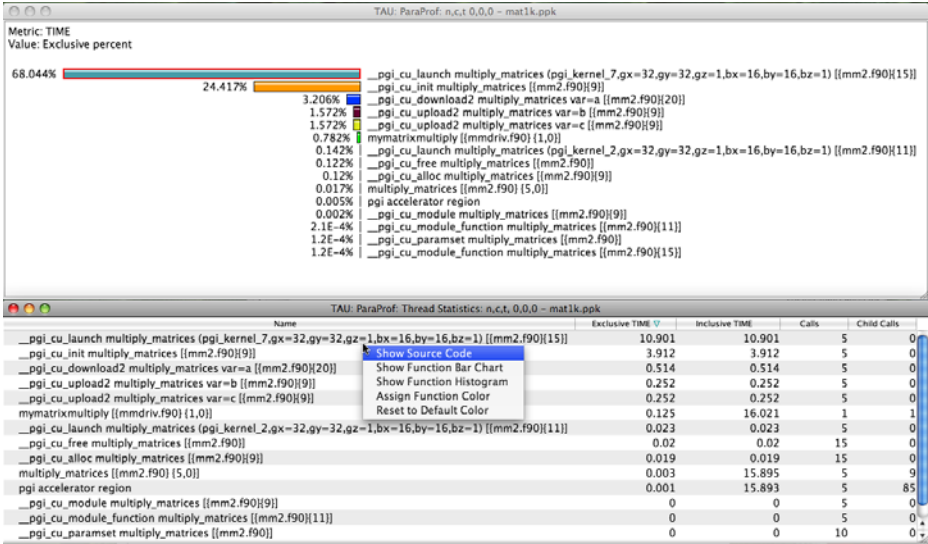 TAU: ParaProf: n,c,t 0,0,0 – mat1k.ppk
Metric: TIME
Value: Exclusive percent
68.044% __pgi_cu_launch multiply_matrices (pgi_kernel_7,gx=32,gy=32,gz=1,bx=16,by=16,bz=1) [{mm2.f90}{15}]
24.417% __pgi_cu_init multiply_matrices [{mm2.f90}{9}]
3.206% __pgi_cu_download2 multiply_matrices var=a [{mm2.f90}{20}]
1.572% __pgi_cu_upload2 multiply_matrices var=b [{mm2.f90}{9}]
1.572% __pgi_cu_upload2 multiply_matrices var=c [{mm2.f90}{9}]
0.782% mymatrixmultiply [{mmdriv.f90} {1,0}]
0.142% __pgi_cu_launch multiply_matrices (pgi_kernel_2,gx=32,gy=32,gz=1,bx=16,by=16,bz=1) [{mm2.f90}{11}]
0.122% __pgi_cu_free multiply_matrices [{mm2.f90}]
0.12% __pgi_cu_alloc multiply_matrices [{mm2.f90}{9}]
0.017% multiply_matrices [{mm2.f90} {5,0}]
0.005% pgi accelerator region
0.002% __pgi_cu_module multiply_matrices [{mm2.f90}{9}]
2.1E-4% __pgi_cu_module_function multiply_matrices [{mm2.f90}{11}]
1.2E-4% __pgi_cu_paramset multiply_matrices [{mm2.f90}]
1.2E-4% __pgi_cu_module_function multiply_matrices [{mm2.f90}{15}]
TAU: ParaProf: Thread Statistics: n,c,t, 0,0,0 – mat1k.ppk
Name Exclusive TIME ▽ Inclusive TIME Calls Child Calls
__pgi_cu_launch multiply_matrices (pgi_kernel_7,gx=32,gy=32,gz=1,bx=16,by=16,bz=1) [{mm2.f90}{15}] 10.901 10.901 5 0
__pgi_cu_init multiply_matrices [{mm2.f90}{9}] 3.912 3.912 5 0
__pgi_cu_download2 multiply_matrices var=a [{mm2.f90}{20}] 0.514 0.514 5 0
__pgi_cu_upload2 multiply_matrices var=b [{mm2.f90}{9}] 0.252 0.252 5 0
__pgi_cu_upload2 multiply_matrices var=c [{mm2.f90}{9}] 0.252 0.252 5 0
mymatrixmultiply [{mmdriv.f90} {1,0}] 0.125 16.021 1 1
__pgi_cu_launch multiply_matrices (pgi_kernel_2,gx=32,gy=32,gz=1,bx=16,by=16,bz=1) [{mm2.f90}{11}] 0.023 0.023 5 0
__pgi_cu_free multiply_matrices [{mm2.f90}] 0.02 0.02 15 0
__pgi_cu_alloc multiply_matrices [{mm2.f90}{9}] 0.019 0.019 15 0
multiply_matrices [{mm2.f90} {5,0}] 0.003 15.895 5 9
pgi accelerator region 0.001 15.893 5 85
__pgi_cu_module multiply_matrices [{mm2.f90}{9}] 0 0 5 0
__pgi_cu_module_function multiply_matrices [{mm2.f90}{11}] 0 0 5 0
__pgi_cu_paramset multiply_matrices [{mm2.f90}] 0 0 10 0
Show Source Code
Show Function Bar Chart
Show Function Histogram
Assign Function Color
Reset to Default Color